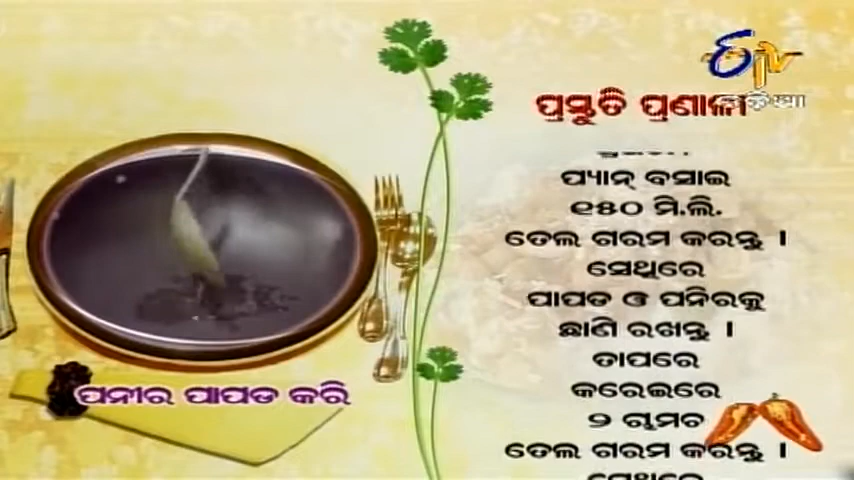 ETV
ଓଡ଼ିଆ
ପ୍ରସ୍ତୁତି ପ୍ରଣାଳୀ
ପ୍ୟାନ୍ ବସାଇ
୧୫୦ ମି.ଲି.
ତେଲ ଗରମ କରନ୍ତୁ ।
ସେଥିରେ
ପାପଡ ଓ ପନିରକୁ
ଛାଣି ରଖନ୍ତୁ ।
ତାପରେ
କରେଇରେ
୨ ଚାମଚ
ତେଲ ଗରମ କରନ୍ତୁ ।
ସେଥିରେ
ପନୀର ପାପଡ କରି